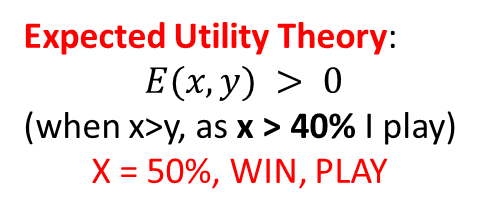 Expected Utility Theory:
E(x, y) > 0
(when x>y, as x > 40% I play)
X = 50%, WIN, PLAY